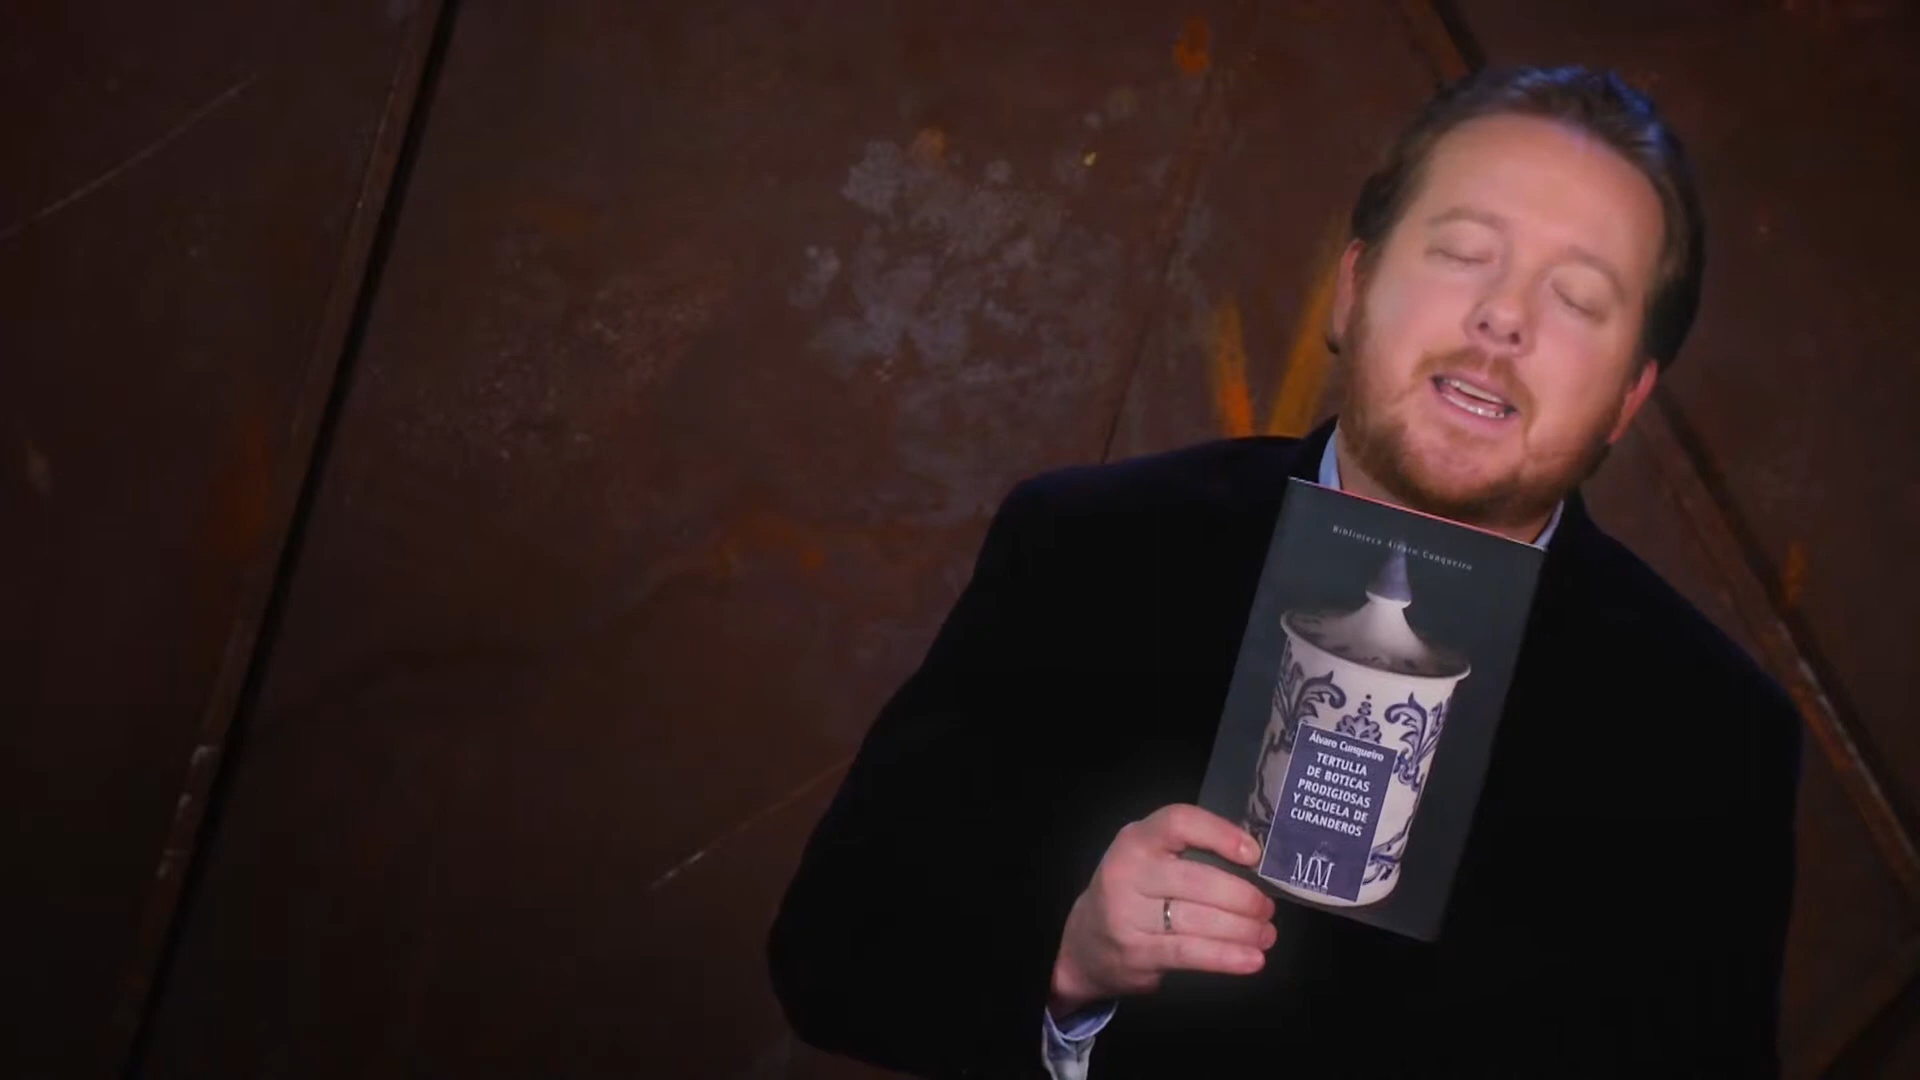 Biblioteca Álvaro Cunqueiro
Álvaro Cunqueiro
TERTULIA
DE BOTICAS
PRODIGIOSAS
Y ESCUELA DE
CURANDEROS
MM